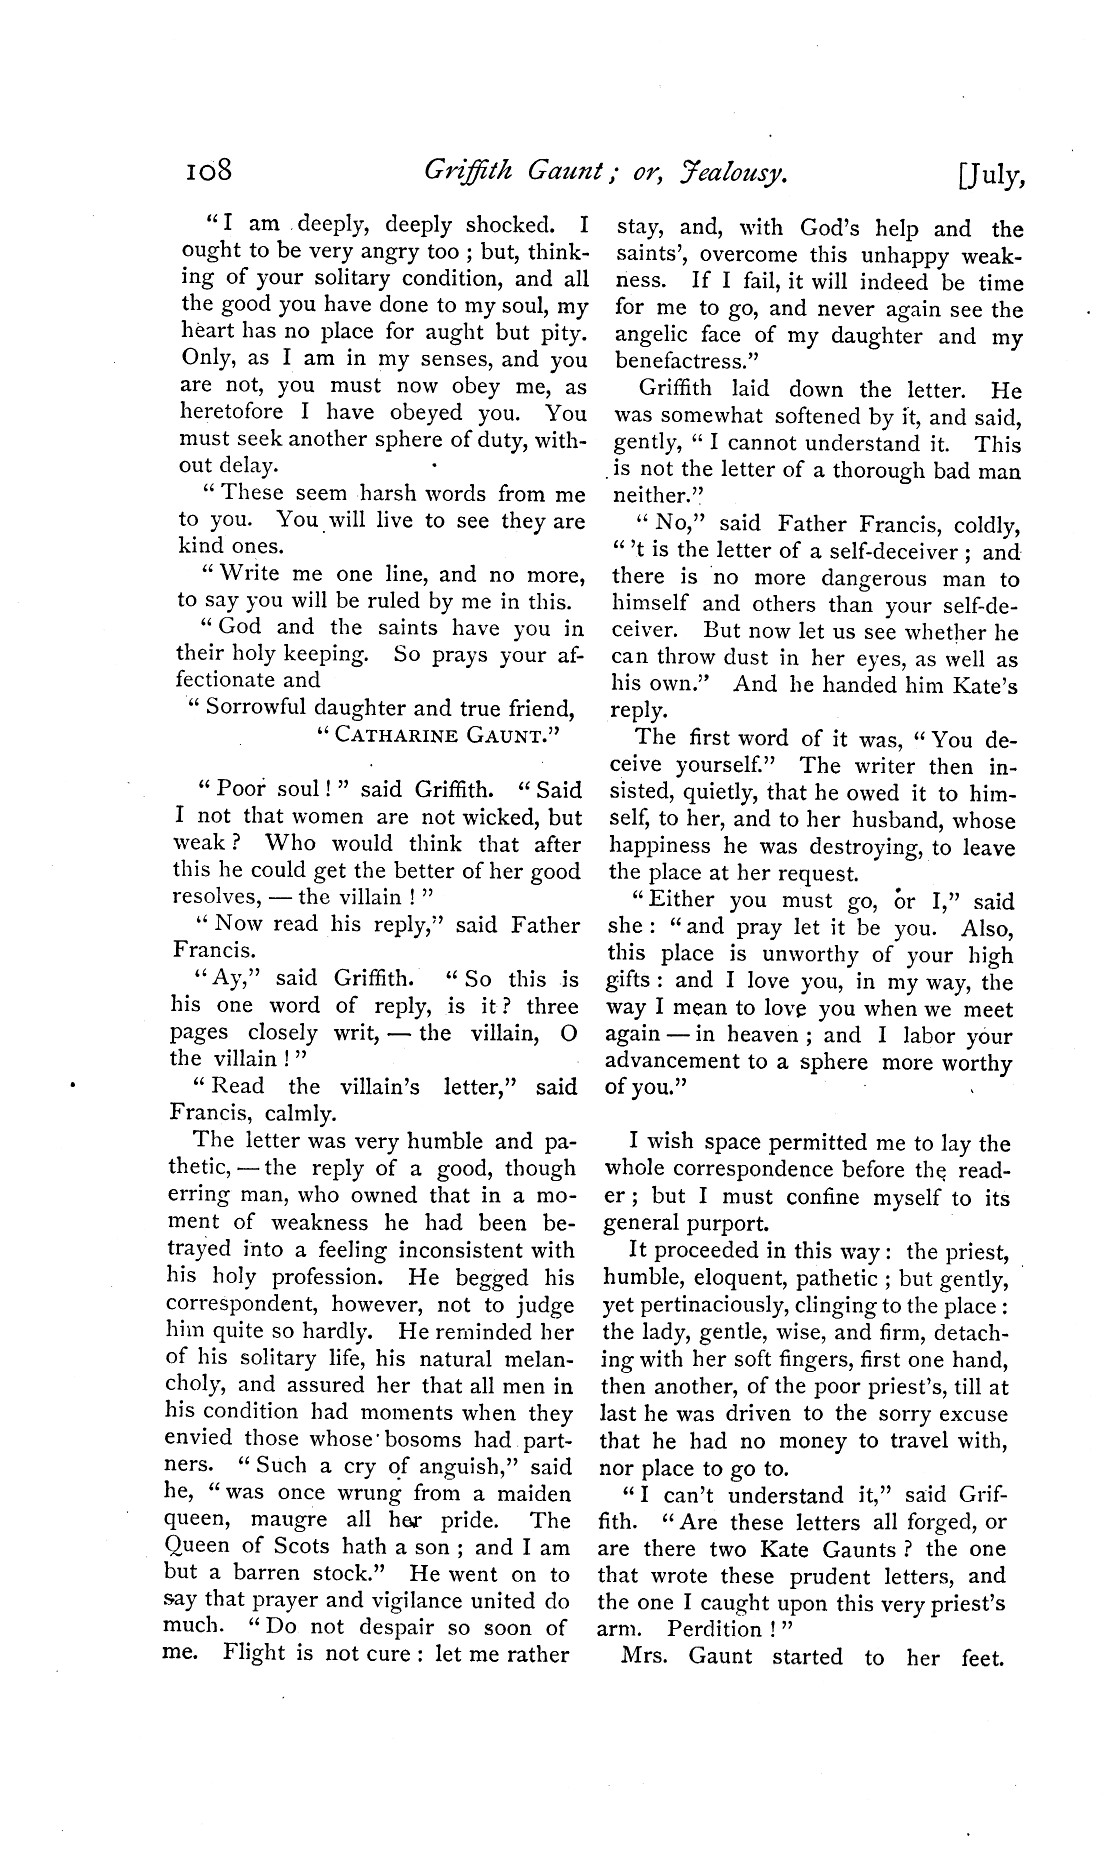 108 Griffith Gaunt; or, Jealousy. [July,
"I am deeply, deeply shocked. I
ought to be very angry too; but, think-
ing of your solitary condition, and all
the good you have done to my soul, my
heart has no place for aught but pity.
Only, as I am in my senses, and you
are not, you must now obey me, as
heretofore I have obeyed you. You
must seek another sphere of duty, with-
out delay.
"These seem harsh words from me
to you. You will live to see they are
kind ones.
"Write me one line, and no more,
to say you will be ruled by me in this.
"God and the saints have you in
their holy keeping. So prays your af-
fectionate and
"Sorrowful daughter and true friend,
"CATHARINE GAUNT."
"Poor soul!" said Griffith. "Said
I not that women are not wicked, but
weak? Who would think that after
this he could get the better of her good
resolves, — the villain!"
"Now read his reply," said Father
Francis.
"Ay," said Griffith. "So this is
his one word of reply, is it? three
pages closely writ, — the villain, O
the villain!"
"Read the villain's letter," said
Francis, calmly.
The letter was very humble and pa-
thetic, — the reply of a good, though
erring man, who owned that in a mo-
ment of weakness he had been be-
trayed into a feeling inconsistent with
his holy profession. He begged his
correspondent, however, not to judge
him quite so hardly. He reminded her
of his solitary life, his natural melan-
choly, and assured her that all men in
his condition had moments when they
envied those whose bosoms had part-
ners. "Such a cry of anguish," said
he, "was once wrung from a maiden
queen, maugre all her pride. The
Queen of Scots hath a son; and I am
but a barren stock." He went on to
say that prayer and vigilance united do
much. "Do not despair so soon of
me. Flight is not cure: let me rather
stay, and, with God's help and the
saints', overcome this unhappy weak-
ness. If I fail, it will indeed be time
for me to go, and never again see the
angelic face of my daughter and my
benefactress."
Griffith laid down the letter. He
was somewhat softened by it, and said,
gently, "I cannot understand it. This
is not the letter of a thorough bad man
neither."
"No," said Father Francis, coldly,
"'t is the letter of a self-deceiver; and
there is no more dangerous man to
himself and others than your self-de-
ceiver. But now let us see whether he
can throw dust in her eyes, as well as
his own." And he handed him Kate's
reply.
The first word of it was, "You de-
ceive yourself." The writer then in-
sisted, quietly, that he owed it to him-
self, to her, and to her husband, whose
happiness he was destroying, to leave
the place at her request.
"Either you must go, or I," said
she: "and pray let it be you. Also,
this place is unworthy of your high
gifts: and I love you, in my way, the
way I mean to love you when we meet
again — in heaven; and I labor your
advancement to a sphere more worthy
of you."
I wish space permitted me to lay the
whole correspondence before the read-
er; but I must confine myself to its
general purport.
It proceeded in this way: the priest,
humble, eloquent, pathetic; but gently,
yet pertinaciously, clinging to the place:
the lady, gentle, wise, and firm, detach-
ing with her soft fingers, first one hand,
then another, of the poor priest's, till at
last he was driven to the sorry excuse
that he had no money to travel with,
nor place to go to.
"I can't understand it," said Grif-
fith. "Are these letters all forged, or
are there two Kate Gaunts? the one
that wrote these prudent letters, and
the one I caught upon this very priest's
arm. Perdition!"
Mrs. Gaunt started to her feet.